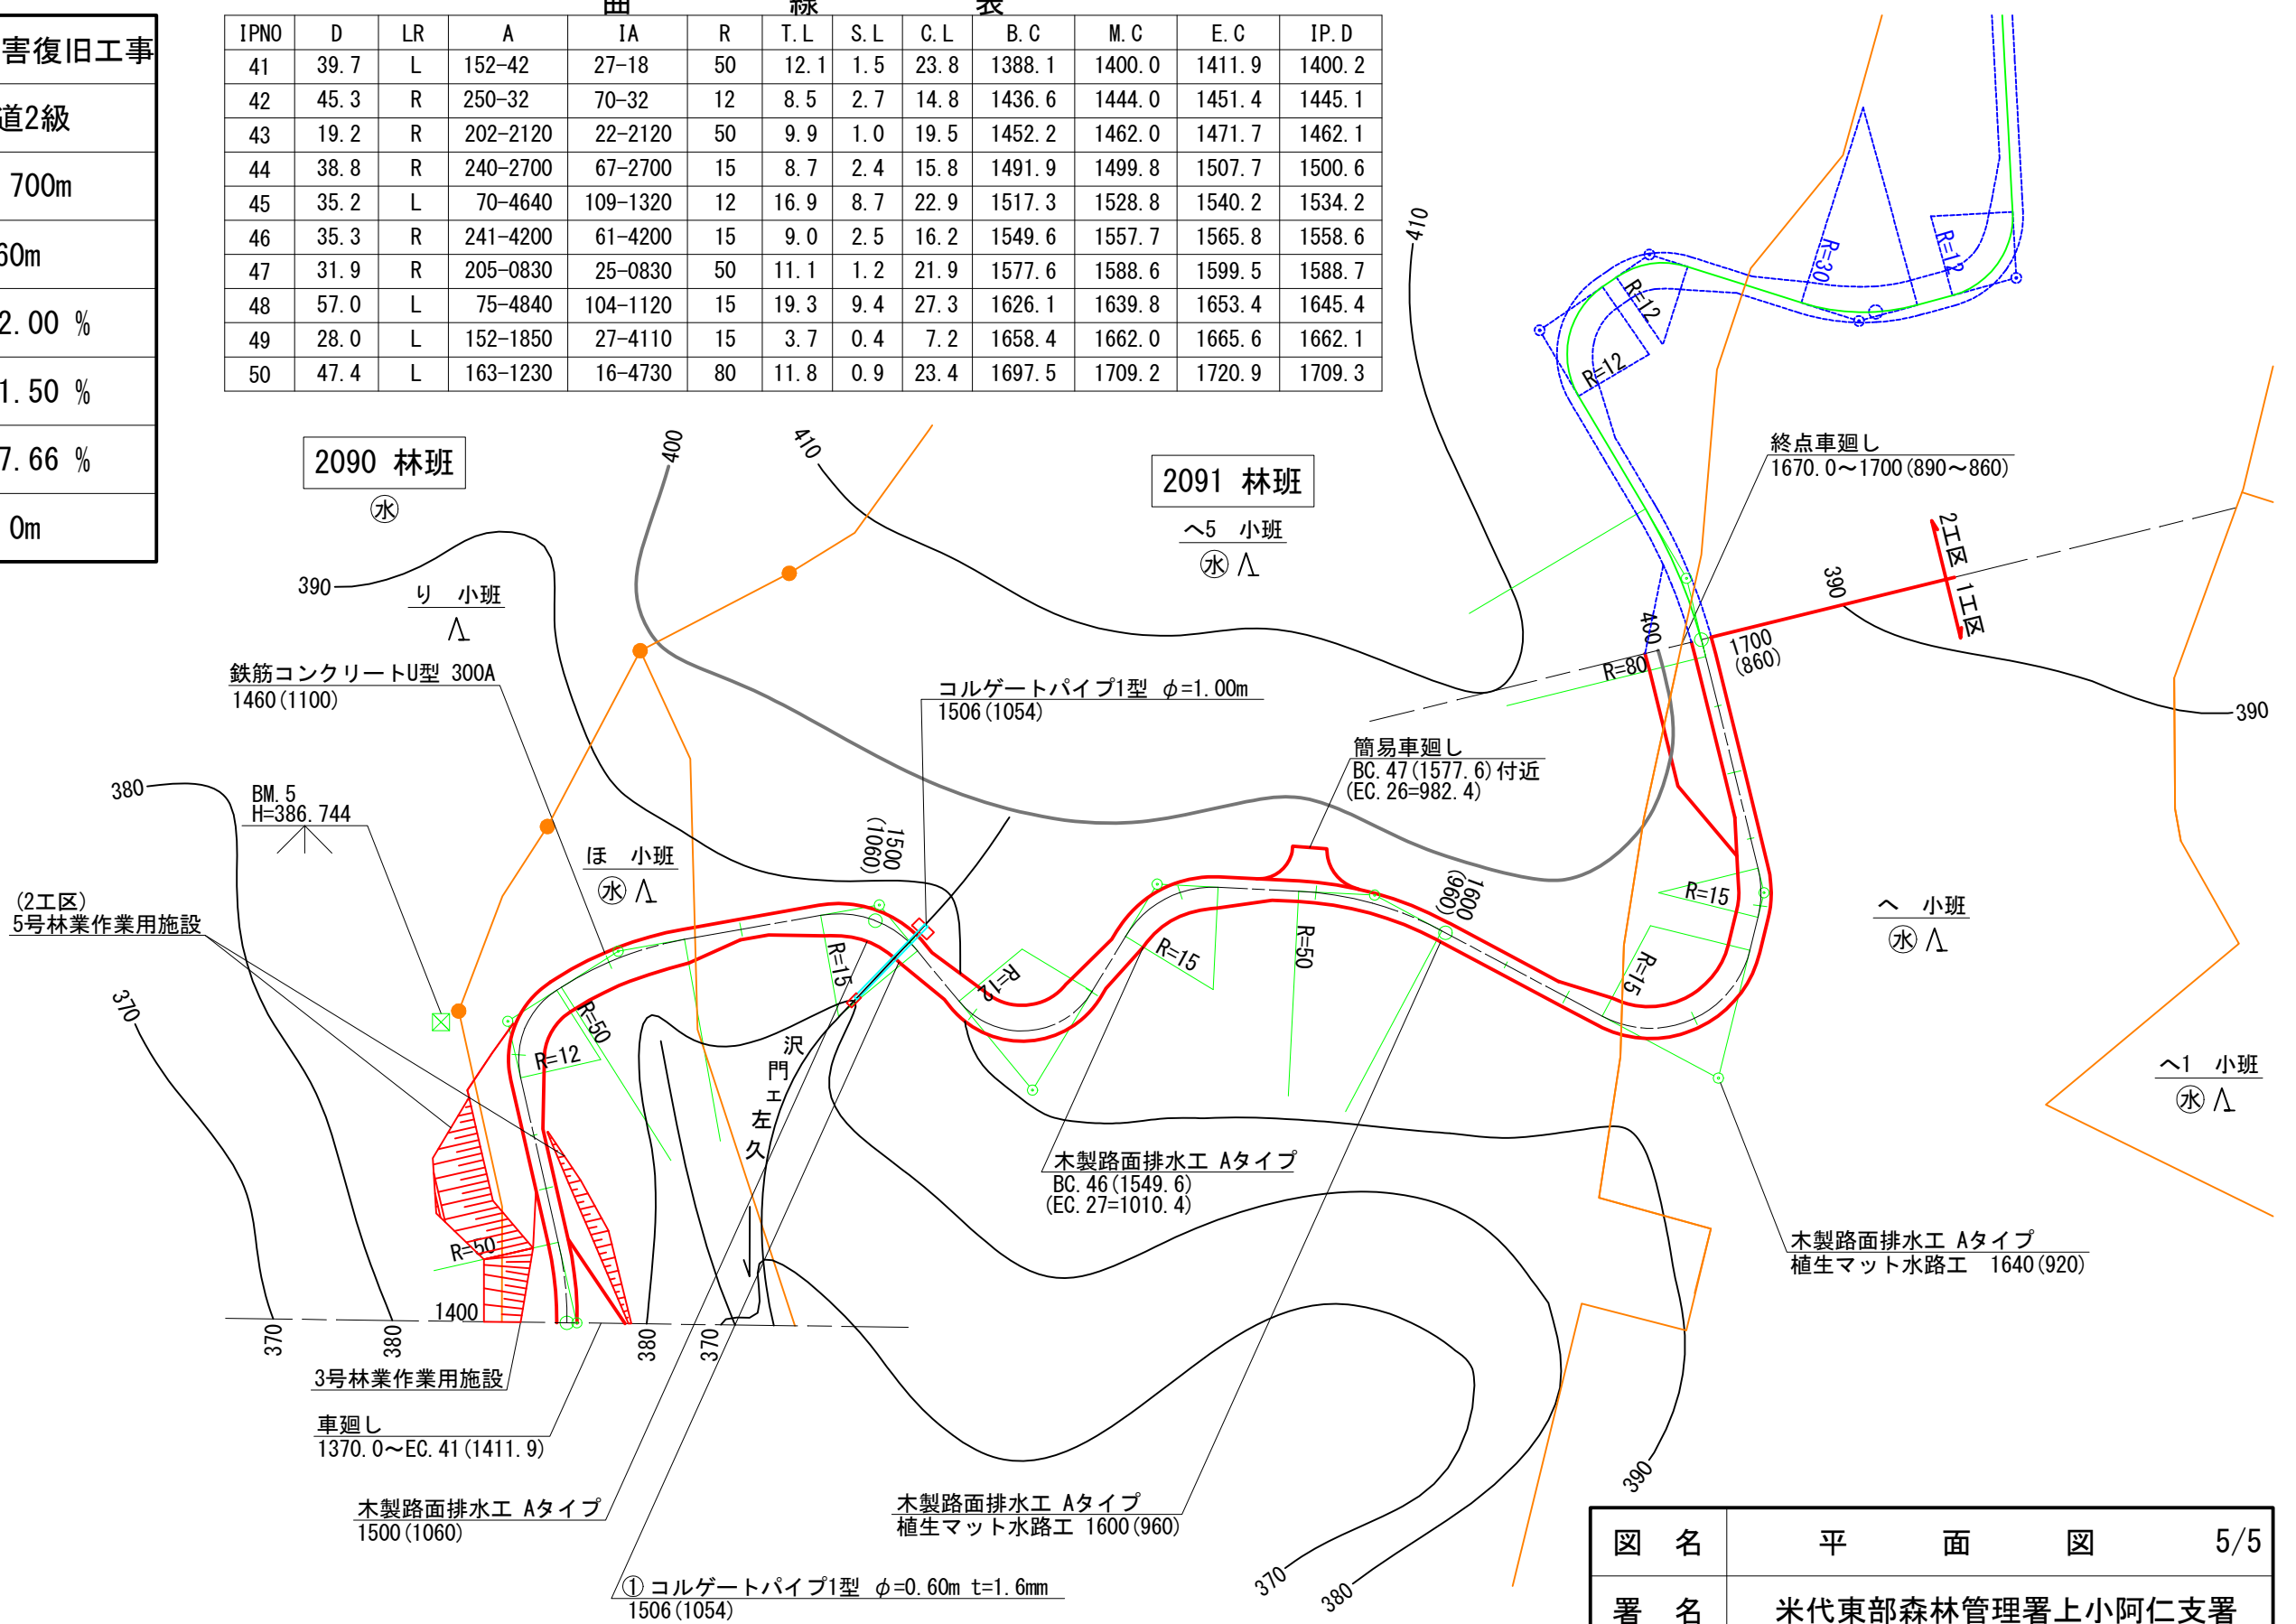 害復旧工事
道2級
700m
60m
2.00 %
1.50 %
7.66 %
0m
曲 線 表
IPNO D LR A IA R T.L S.L C.L B.C M.C E.C IP.D
41 39.7 L 152-42 27-18 50 12.1 1.5 23.8 1388.1 1400.0 1411.9 1400.2
42 45.3 R 250-32 70-32 12 8.5 2.7 14.8 1436.6 1444.0 1451.4 1445.1
43 19.2 R 202-2120 22-2120 50 9.9 1.0 19.5 1452.2 1462.0 1471.7 1462.1
44 38.8 R 240-2700 67-2700 15 8.7 2.4 15.8 1491.9 1499.8 1507.7 1500.6
45 35.2 L 70-4640 109-1320 12 16.9 8.7 22.9 1517.3 1528.8 1540.2 1534.2
46 35.3 R 241-4200 61-4200 15 9.0 2.5 16.2 1549.6 1557.7 1565.8 1558.6
47 31.9 R 205-0830 25-0830 50 11.1 1.2 21.9 1577.6 1588.6 1599.5 1588.7
48 57.0 L 75-4840 104-1120 15 19.3 9.4 27.3 1626.1 1639.8 1653.4 1645.4
49 28.0 L 152-1850 27-4110 15 3.7 0.4 7.2 1658.4 1662.0 1665.6 1662.1
50 47.4 L 163-1230 16-4730 80 11.8 0.9 23.4 1697.5 1709.2 1720.9 1709.3
410
R=30
R=12
R=12
R=12
2090 林班
水
400
410
2091 林班
へ5 小班
水
終点車廻し
1670.0～1700(890～860)
2工区
1工区
390
390
り 小班
400
1700
(860)
R=80
390
鉄筋コンクリートU型 300A
1460(1100)
コルゲートパイプ1型 φ=1.00m
1506(1054)
簡易車廻し
BC.47(1577.6)付近
(EC.26=982.4)
380
BM.5
H=386.744
ほ 小班
水
1500
(1060)
1600
(960)
R=15
へ 小班
水
(2工区)
5号林業作業用施設
R=15
R=12
R=15
R=50
R=15
370
R=50
R=12
沢
門
エ
左
久
へ1 小班
水
木製路面排水工 Aタイプ
BC.46(1549.6)
(EC.27=1010.4)
R=50
木製路面排水工 Aタイプ
植生マット水路工 1640(920)
1400
370
380
380
370
3号林業作業用施設
車廻し
1370.0～EC.41(1411.9)
390
木製路面排水工 Aタイプ
1500(1060)
木製路面排水工 Aタイプ
植生マット水路工 1600(960)
370
380
① コルゲートパイプ1型 φ=0.60m t=1.6mm
1506(1054)
図 名 平 面 図 5/5
署 名 米代東部森林管理署上小阿仁支署